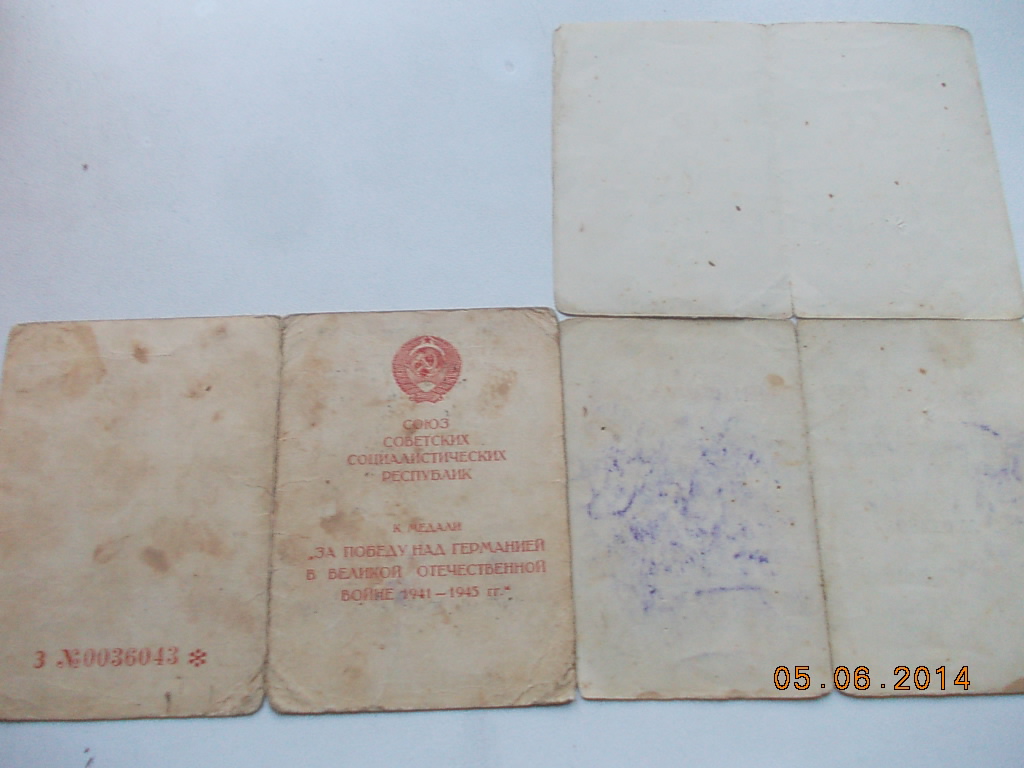 СОЮЗ
СОВЕТСКИХ
СОЦИАЛИСТИЧЕСКИХ
РЕСПУБЛИК
К МЕДАЛИ
„ЗА ПОБЕДУ НАД ГЕРМАНИЕЙ
В ВЕЛИКОЙ ОТЕЧЕСТВЕННОЙ
ВОЙНЕ 1941—1945 гг.“
З №0036043 *
05.06.2014